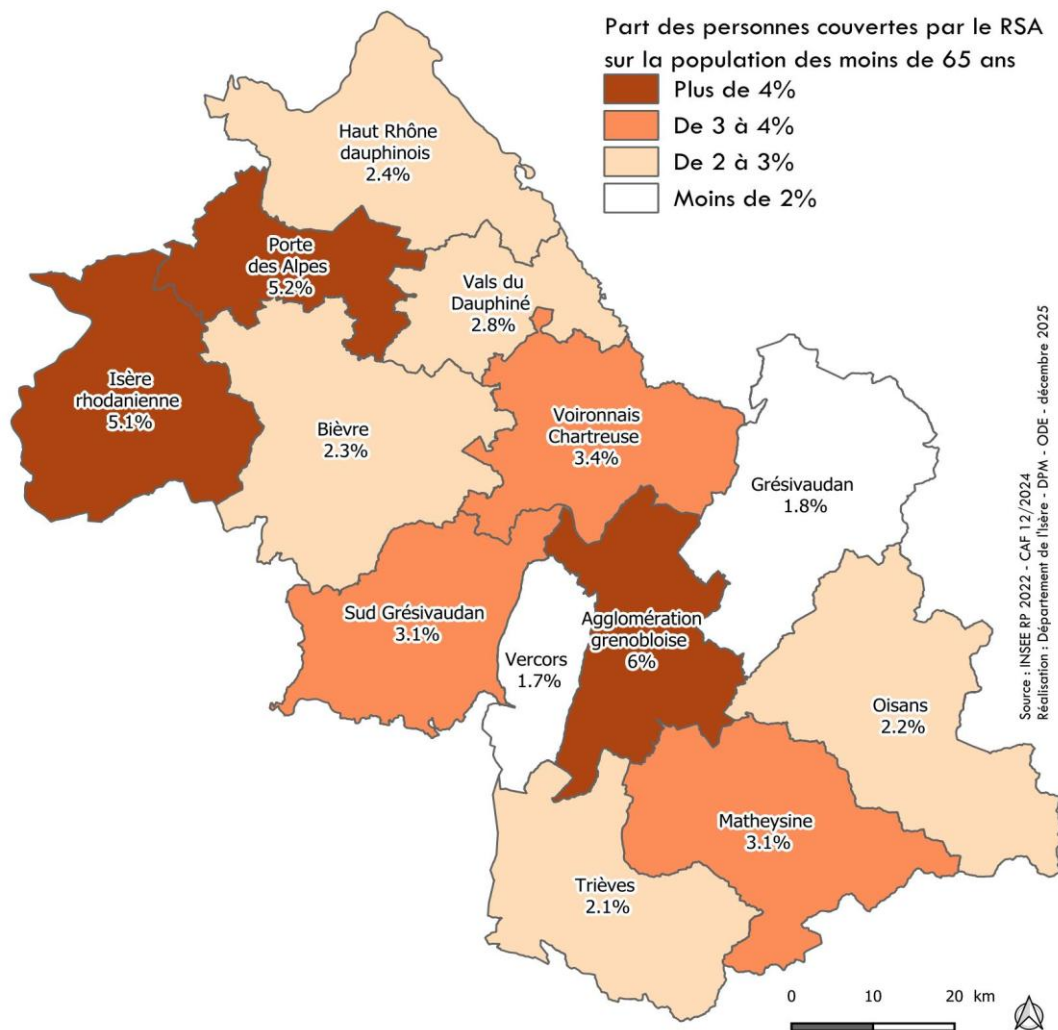 Part des personnes couvertes par le RSA
sur la population des moins de 65 ans
Plus de 4%
De 3 à 4%
De 2 à 3%
Moins de 2%
Haut Rhône
dauphinois
2.4%
Porte
des Alpes
5.2%
Vals du
Dauphiné
2.8%
Isère
rhodanienne
5.1%
Bièvre
2.3%
Voironnais
Chartreuse
3.4%
Grésivaudan
1.8%
Sud Grésivaudan
3.1%
Vercors
1.7%
Agglomération
grenobloise
6%
Oisans
2.2%
Matheysine
3.1%
Trièves
2.1%
Source : INSEE RP 2022 - CAF 12/2024
Réalisation : Département de l'Isère - DPM - ODE - décembre 2025
0 10 20 km